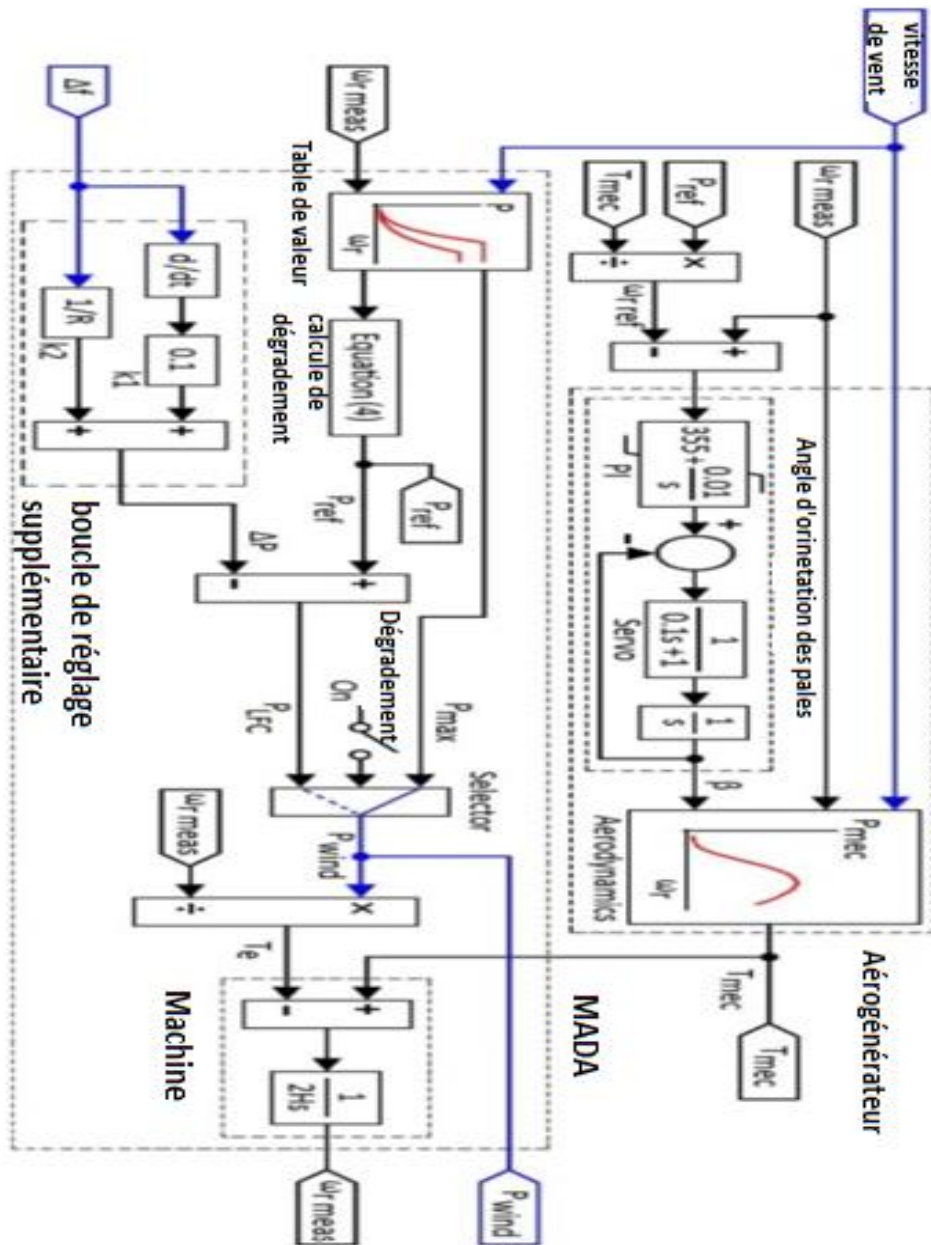 vitesse
de vent
ωr meas
Pref
Tmec
×
÷
ωr ref
+
-
Angle d'orinetation des pales
355+
0.01
s
PI
+
-
1
0.1s+1
Servo
1
s
β
Pmec
ωr
Aerodynamics
Aérogénérateur
Tmec
Tmec
ωr meas
P
ωr
Table de valeur
Equation (4)
calcule de
dégradement
Pref
Pref
+
-
ΔP
Pmax
Dégradement
On
PLFC
Selector
Pwind
Pwind
ωr meas
×
÷
Te
+
-
1
2Hs
ωr meas
Machine
MADA
Δf
d/dt
0.1
k1
1/R
k2
+
+
boucle de réglage
supplémentaire